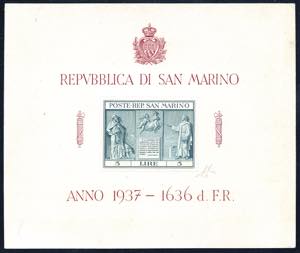 REPVBBLICA DI SAN MARINO
POSTE·REP. SAN MARINO
5 LIRE 5
ANNO 1937 – 1636 d. F. R.